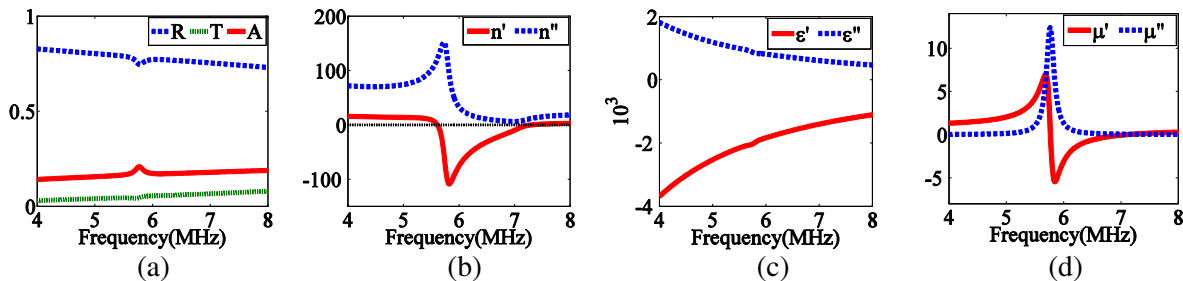 1
0.5
0
R T A
4 5 6 7 8
Frequency(MHz)
(a)
200
100
0
-100
n' n''
4 5 6 7 8
Frequency(MHz)
(b)
2
0
-2
-4
10³
ε' ε''
4 5 6 7 8
Frequency(MHz)
(c)
10
5
0
-5
μ' μ''
4 5 6 7 8
Frequency(MHz)
(d)